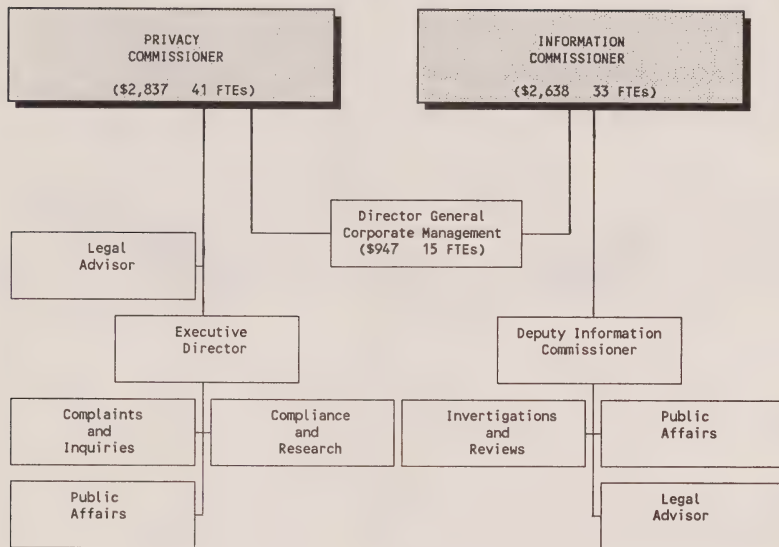 PRIVACY
COMMISSIONER
($2,837 41 FTEs)
INFORMATION
COMMISSIONER
($2,638 33 FTEs)
Director General
Corporate Management
($947 15 FTEs)
Legal
Advisor
Executive
Director
Deputy Information
Commissioner
Complaints
and
Inquiries
Compliance
and
Research
Invertigations
and
Reviews
Public
Affairs
Public
Affairs
Legal
Advisor